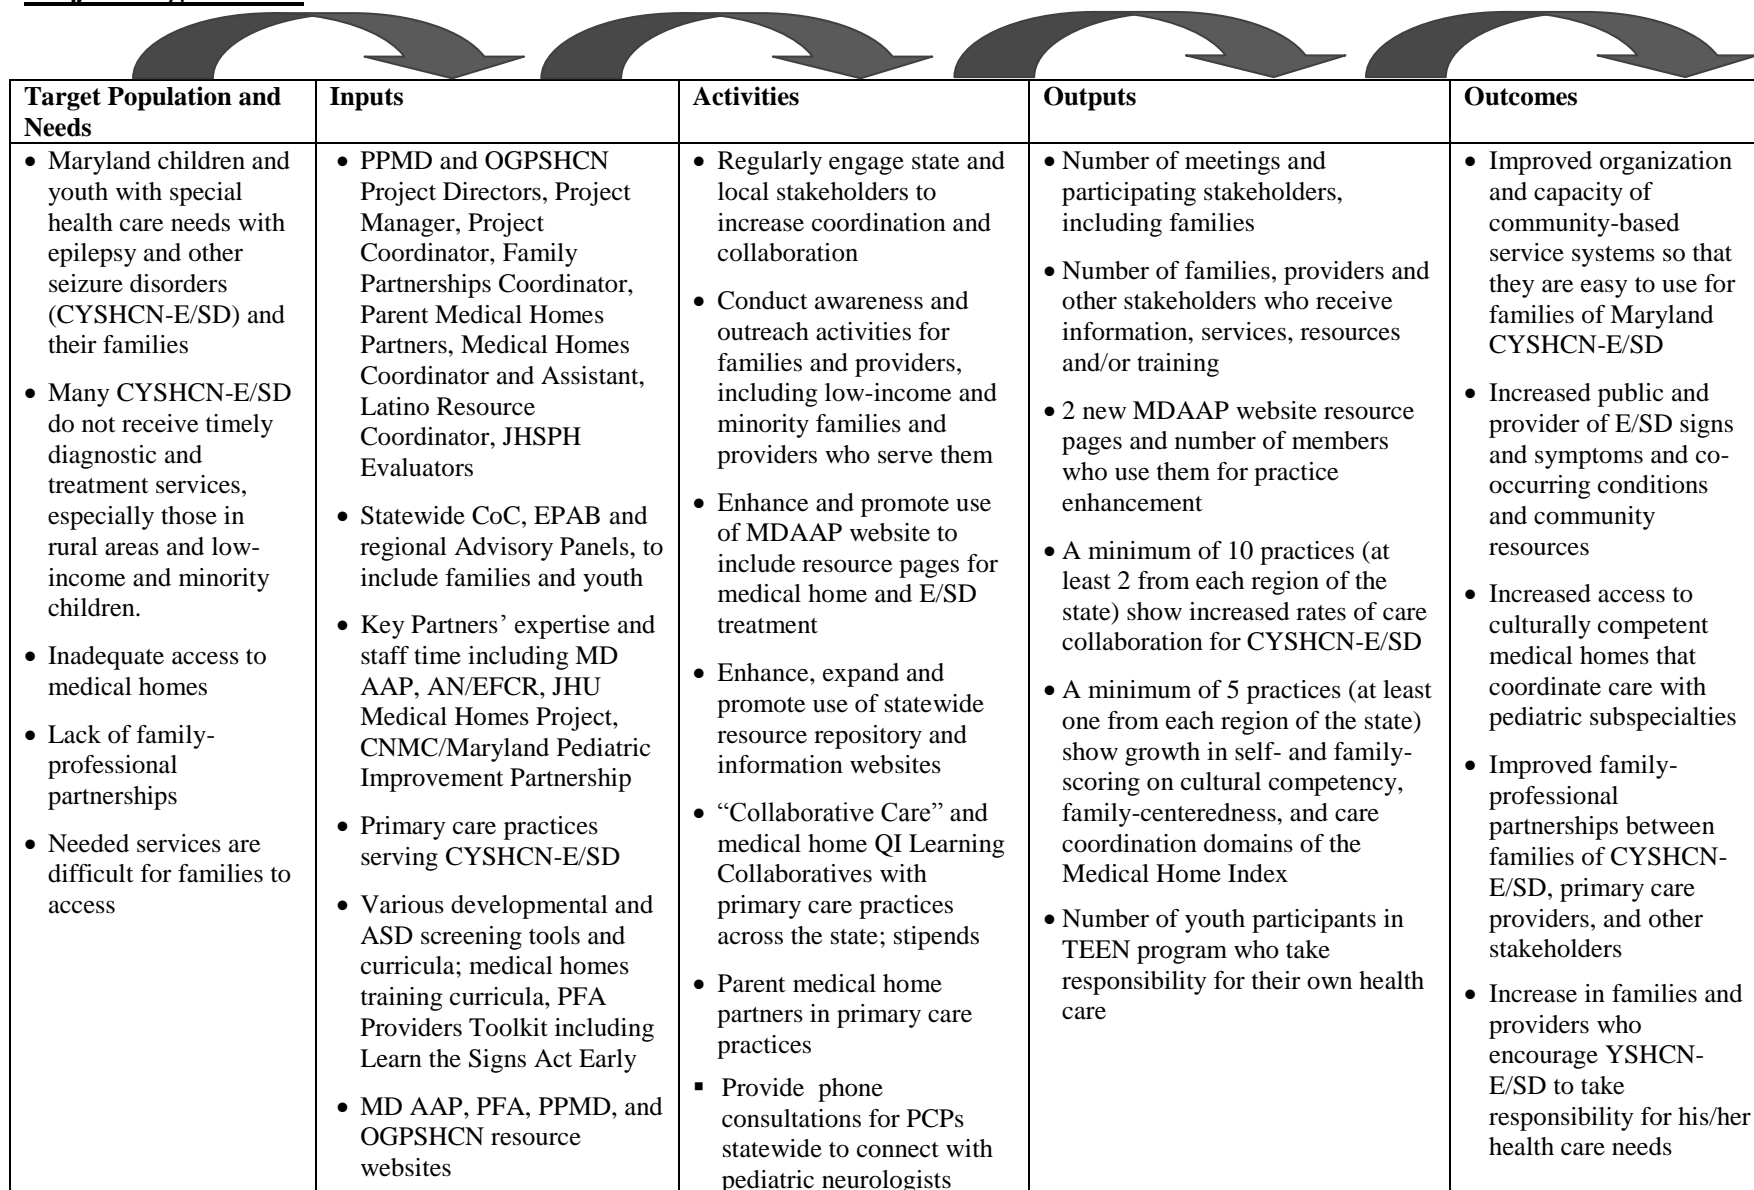 Target Population and
Needs
• Maryland children and
youth with special
health care needs with
epilepsy and other
seizure disorders
(CYSHCN-E/SD) and
their families
• Many CYSHCN-E/SD
do not receive timely
diagnostic and
treatment services,
especially those in
rural areas and low-
income and minority
children.
• Inadequate access to
medical homes
• Lack of family-
professional
partnerships
• Needed services are
difficult for families to
access
Inputs
• PPMD and OGPSHCN
Project Directors, Project
Manager, Project
Coordinator, Family
Partnerships Coordinator,
Parent Medical Homes
Partners, Medical Homes
Coordinator and Assistant,
Latino Resource
Coordinator, JHSPH
Evaluators
• Statewide CoC, EPAB and
regional Advisory Panels, to
include families and youth
• Key Partners’ expertise and
staff time including MD
AAP, AN/EFCR, JHU
Medical Homes Project,
CNMC/Maryland Pediatric
Improvement Partnership
• Primary care practices
serving CYSHCN-E/SD
• Various developmental and
ASD screening tools and
curricula; medical homes
training curricula, PFA
Providers Toolkit including
Learn the Signs Act Early
• MD AAP, PFA, PPMD, and
OGPSHCN resource
websites
Activities
• Regularly engage state and
local stakeholders to
increase coordination and
collaboration
• Conduct awareness and
outreach activities for
families and providers,
including low-income and
minority families and
providers who serve them
• Enhance and promote use
of MDAAP website to
include resource pages for
medical home and E/SD
treatment
• Enhance, expand and
promote use of statewide
resource repository and
information websites
• “Collaborative Care” and
medical home QI Learning
Collaboratives with
primary care practices
across the state; stipends
• Parent medical home
partners in primary care
practices
▪ Provide phone
consultations for PCPs
statewide to connect with
pediatric neurologists
Outputs
• Number of meetings and
participating stakeholders,
including families
• Number of families, providers and
other stakeholders who receive
information, services, resources
and/or training
• 2 new MDAAP website resource
pages and number of members
who use them for practice
enhancement
• A minimum of 10 practices (at
least 2 from each region of the
state) show increased rates of care
collaboration for CYSHCN-E/SD
• A minimum of 5 practices (at least
one from each region of the state)
show growth in self- and family-
scoring on cultural competency,
family-centeredness, and care
coordination domains of the
Medical Home Index
• Number of youth participants in
TEEN program who take
responsibility for their own health
care
Outcomes
• Improved organization
and capacity of
community-based
service systems so that
they are easy to use for
families of Maryland
CYSHCN-E/SD
• Increased public and
provider of E/SD signs
and symptoms and co-
occurring conditions
and community
resources
• Increased access to
culturally competent
medical homes that
coordinate care with
pediatric subspecialties
• Improved family-
professional
partnerships between
families of CYSHCN-
E/SD, primary care
providers, and other
stakeholders
• Increase in families and
providers who
encourage YSHCN-
E/SD to take
responsibility for his/her
health care needs